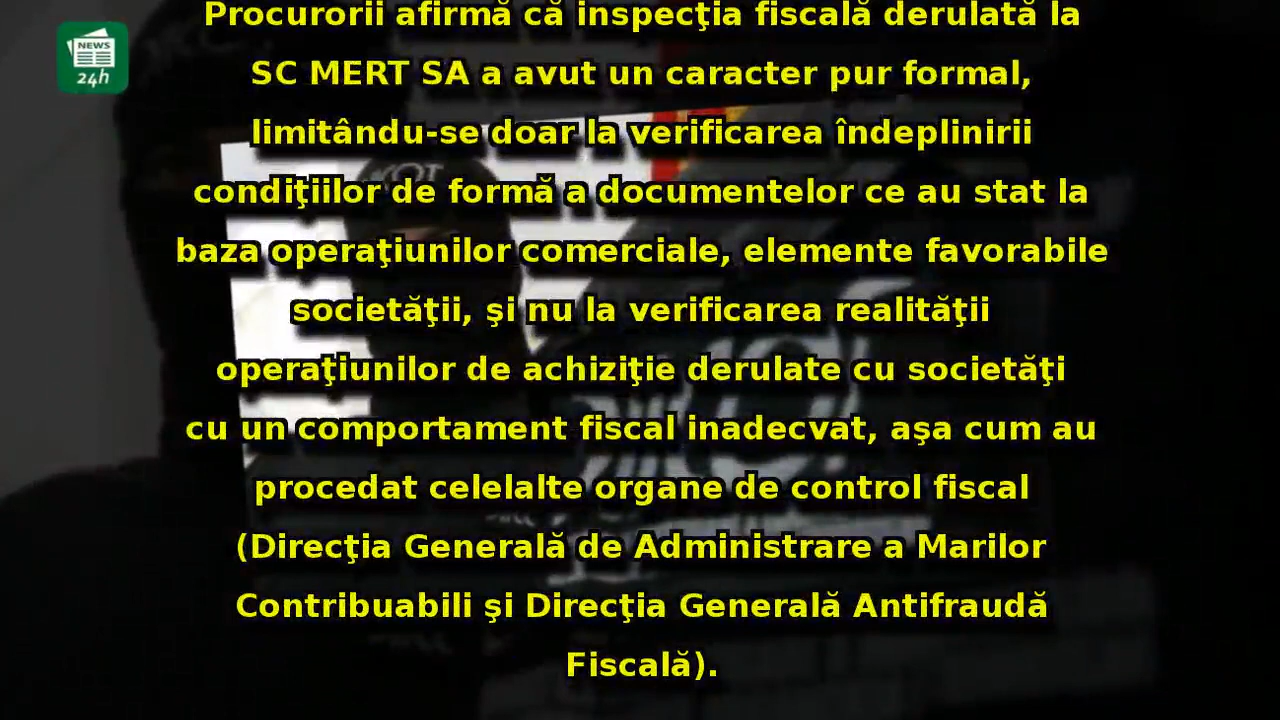 NEWS
24h
Procurorii afirmă că inspecţia fiscală derulată la
SC MERT SA a avut un caracter pur formal,
limitându-se doar la verificarea îndeplinirii
condiţiilor de formă a documentelor ce au stat la
baza operaţiunilor comerciale, elemente favorabile
societăţii, şi nu la verificarea realităţii
operaţiunilor de achiziţie derulate cu societăţi
cu un comportament fiscal inadecvat, aşa cum au
procedat celelalte organe de control fiscal
(Direcţia Generală de Administrare a Marilor
Contribuabili şi Direcţia Generală Antifraudă
Fiscală).